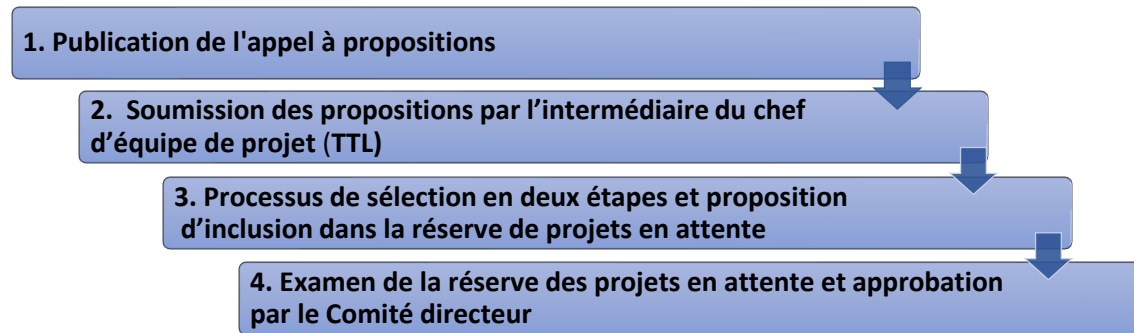 1. Publication de l'appel à propositions
2. Soumission des propositions par l’intermédiaire du chef
d’équipe de projet (TTL)
3. Processus de sélection en deux étapes et proposition
d’inclusion dans la réserve de projets en attente
4. Examen de la réserve des projets en attente et approbation
par le Comité directeur